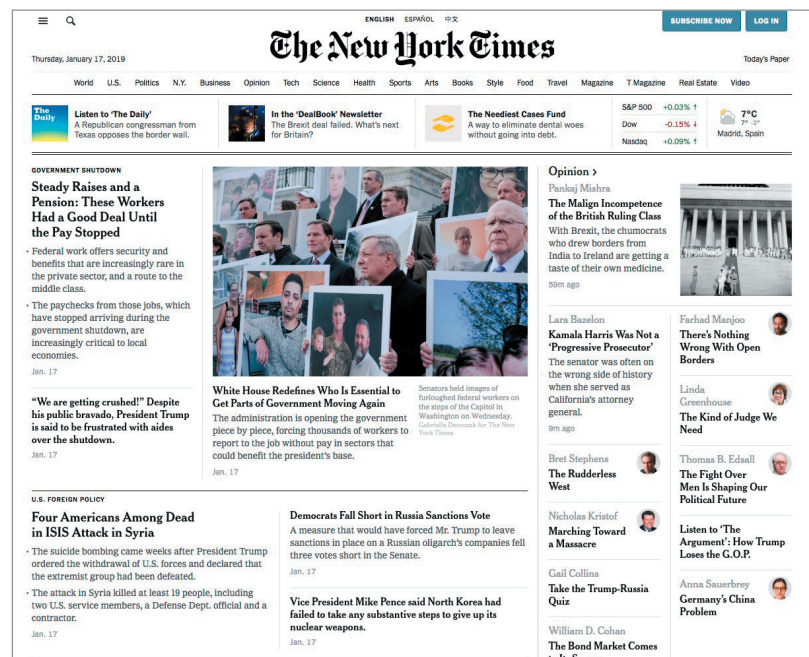 ENGLISH ESPAÑOL 中文
SUBSCRIBE NOW LOG IN
The New York Times
Thursday, January 17, 2019
Today's Paper
World U.S. Politics N.Y. Business Opinion Tech Science Health Sports Arts Books Style Food Travel Magazine T Magazine Real Estate Video
The
Daily
Listen to 'The Daily'
A Republican congressman from
Texas opposes the border wall.
In the 'DealBook' Newsletter
The Brexit deal failed. What's next
for Britain?
The Neediest Cases Fund
A way to eliminate dental woes
without going into debt.
S&P 500 +0.03% ↑
Dow -0.15% ↓
Nasdaq +0.09% ↑
7°C
7° -2°
Madrid, Spain
GOVERNMENT SHUTDOWN
Steady Raises and a
Pension: These Workers
Had a Good Deal Until
the Pay Stopped
• Federal work offers security and
benefits that are increasingly rare in
the private sector, and a route to the
middle class.
• The paychecks from those jobs, which
have stopped arriving during the
government shutdown, are
increasingly critical to local
economies.
Jan. 17
“We are getting crushed!” Despite
his public bravado, President Trump
is said to be frustrated with aides
over the shutdown.
Jan. 17
White House Redefines Who Is Essential to
Get Parts of Government Moving Again
The administration is opening the government
piece by piece, forcing thousands of workers to
report to the job without pay in sectors that
could benefit the president's base.
Jan. 17
Senators held images of
furloughed federal workers on
the steps of the Capitol in
Washington on Wednesday.
Gabriella Demczuk for The New
York Times
Opinion ›
Pankaj Mishra
The Malign Incompetence
of the British Ruling Class
With Brexit, the chumocrats
who drew borders from
India to Ireland are getting a
taste of their own medicine.
59m ago
Lara Bazelon
Kamala Harris Was Not a
'Progressive Prosecutor'
The senator was often on
the wrong side of history
when she served as
California's attorney
general.
9m ago
Bret Stephens
The Rudderless
West
Nicholas Kristof
Marching Toward
a Massacre
Gail Collins
Take the Trump-Russia
Quiz
William D. Cohan
The Bond Market Comes
Farhad Manjoo
There's Nothing
Wrong With Open
Borders
Linda
Greenhouse
The Kind of Judge We
Need
Thomas B. Edsall
The Fight Over
Men Is Shaping Our
Political Future
Listen to 'The
Argument': How Trump
Loses the G.O.P.
Anna Sauerbrey
Germany's China
Problem
U.S. FOREIGN POLICY
Four Americans Among Dead
in ISIS Attack in Syria
• The suicide bombing came weeks after President Trump
ordered the withdrawal of U.S. forces and declared that
the extremist group had been defeated.
• The attack in Syria killed at least 19 people, including
two U.S. service members, a Defense Dept. official and a
contractor.
Jan. 17
Democrats Fall Short in Russia Sanctions Vote
A measure that would have forced Mr. Trump to leave
sanctions in place on a Russian oligarch's companies fell
three votes short in the Senate.
Jan. 17
Vice President Mike Pence said North Korea had
failed to take any substantive steps to give up its
nuclear weapons.
Jan. 17